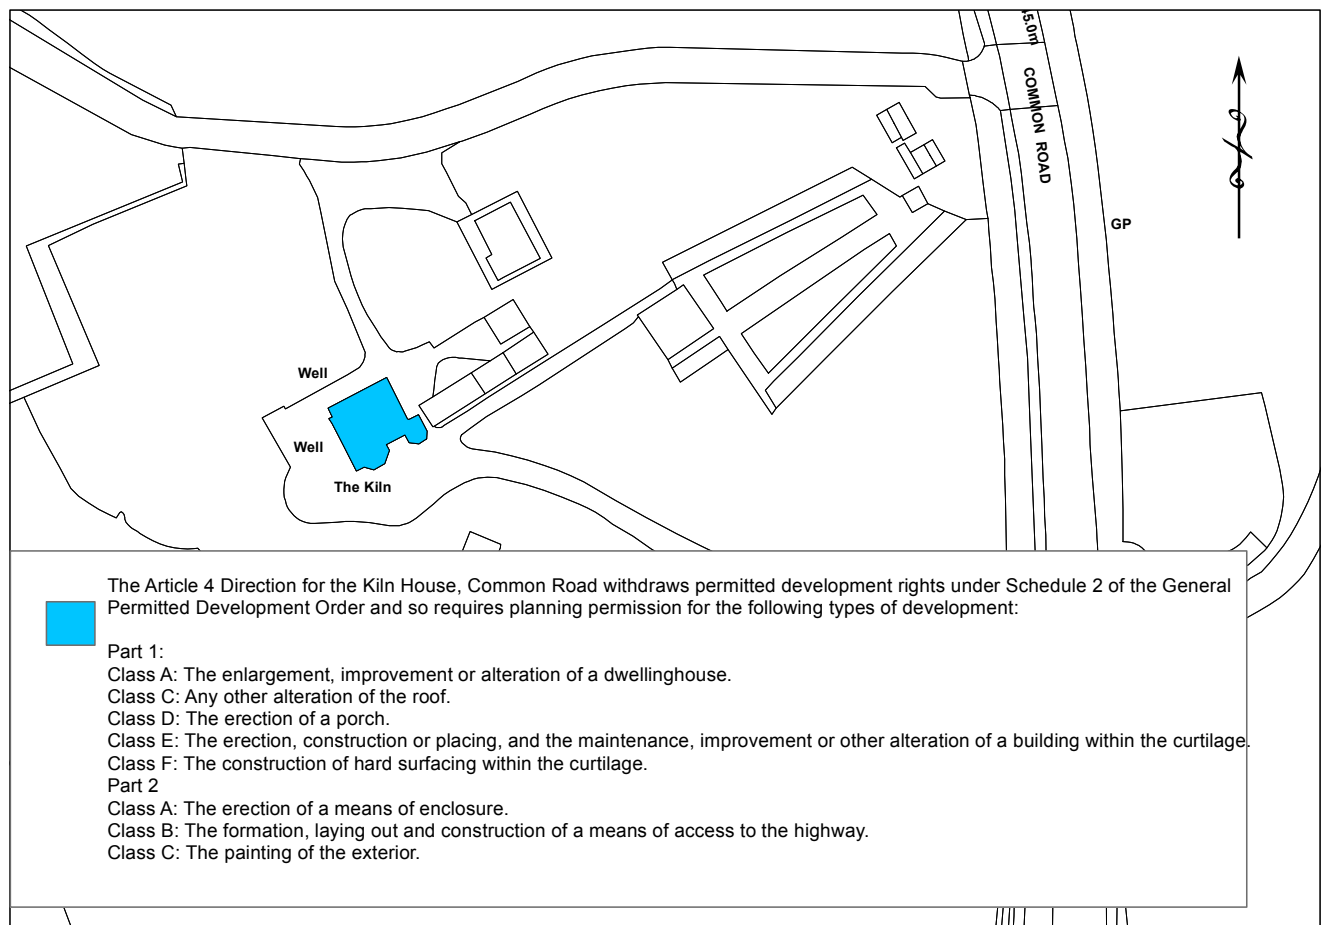 45.0m
COMMON ROAD
GP
Well
Well
The Kiln
The Article 4 Direction for the Kiln House, Common Road withdraws permitted development rights under Schedule 2 of the General
Permitted Development Order and so requires planning permission for the following types of development:
Part 1:
Class A: The enlargement, improvement or alteration of a dwellinghouse.
Class C: Any other alteration of the roof.
Class D: The erection of a porch.
Class E: The erection, construction or placing, and the maintenance, improvement or other alteration of a building within the curtilage.
Class F: The construction of hard surfacing within the curtilage.
Part 2
Class A: The erection of a means of enclosure.
Class B: The formation, laying out and construction of a means of access to the highway.
Class C: The painting of the exterior.